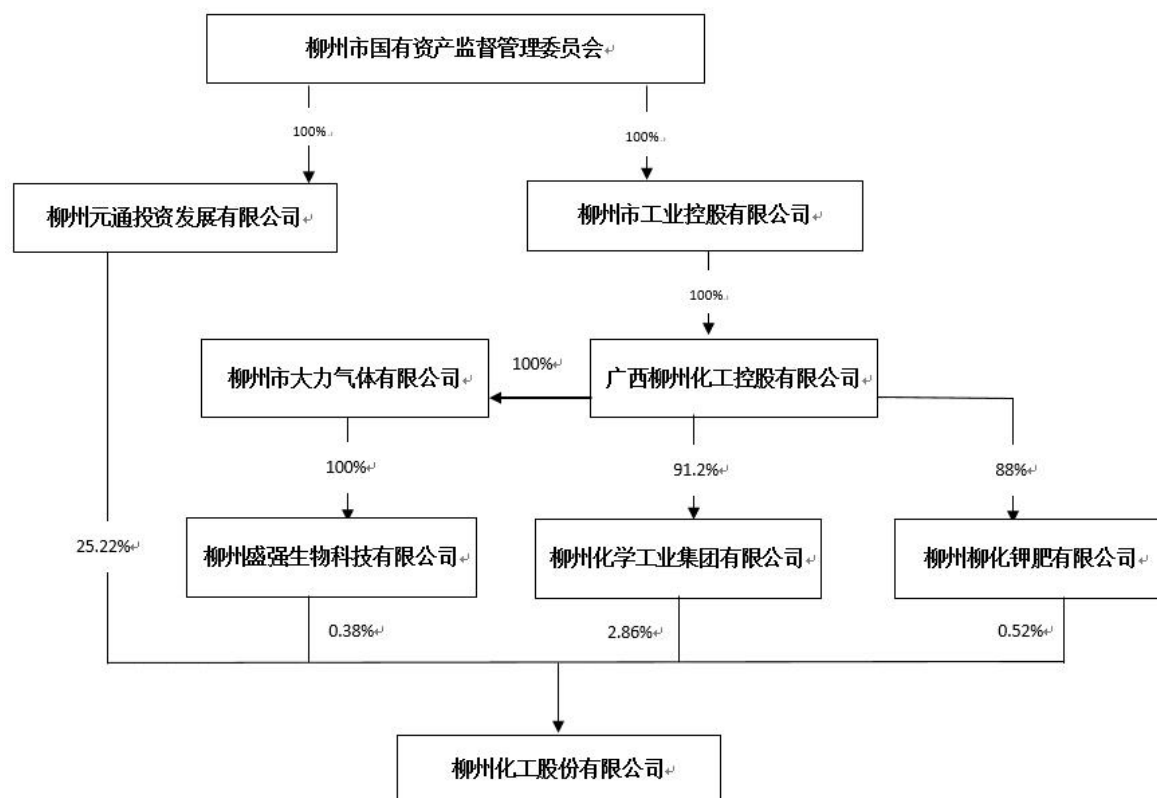 柳州市国有资产监督管理委员会
100%
100%
柳州元通投资发展有限公司
柳州市工业控股有限公司
100%
柳州市大力气体有限公司
100%
广西柳州化工控股有限公司
100%
91.2%
88%
25.22%
柳州盛强生物科技有限公司
柳州化学工业集团有限公司
柳州柳化钾肥有限公司
0.38%
2.86%
0.52%
柳州化工股份有限公司